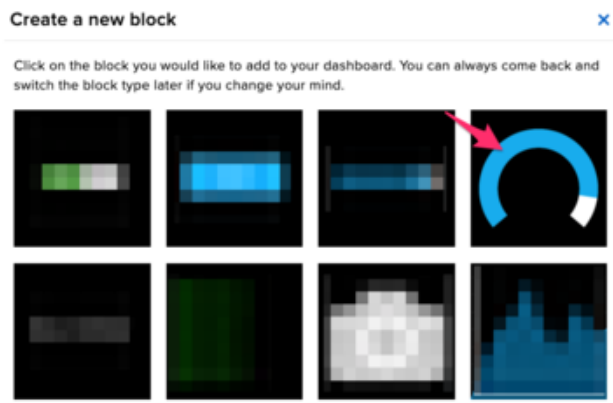 Create a new block
×
Click on the block you would like to add to your dashboard. You can always come back and
switch the block type later if you change your mind.